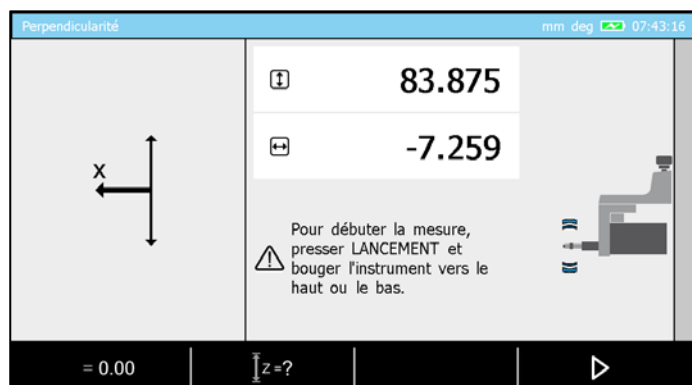 Perpendicularité
mm deg 07:43:16
83.875
X
-7.259
Pour débuter la mesure,
presser LANCEMENT et
bouger l'instrument vers le
haut ou le bas.
= 0.00
Z =?